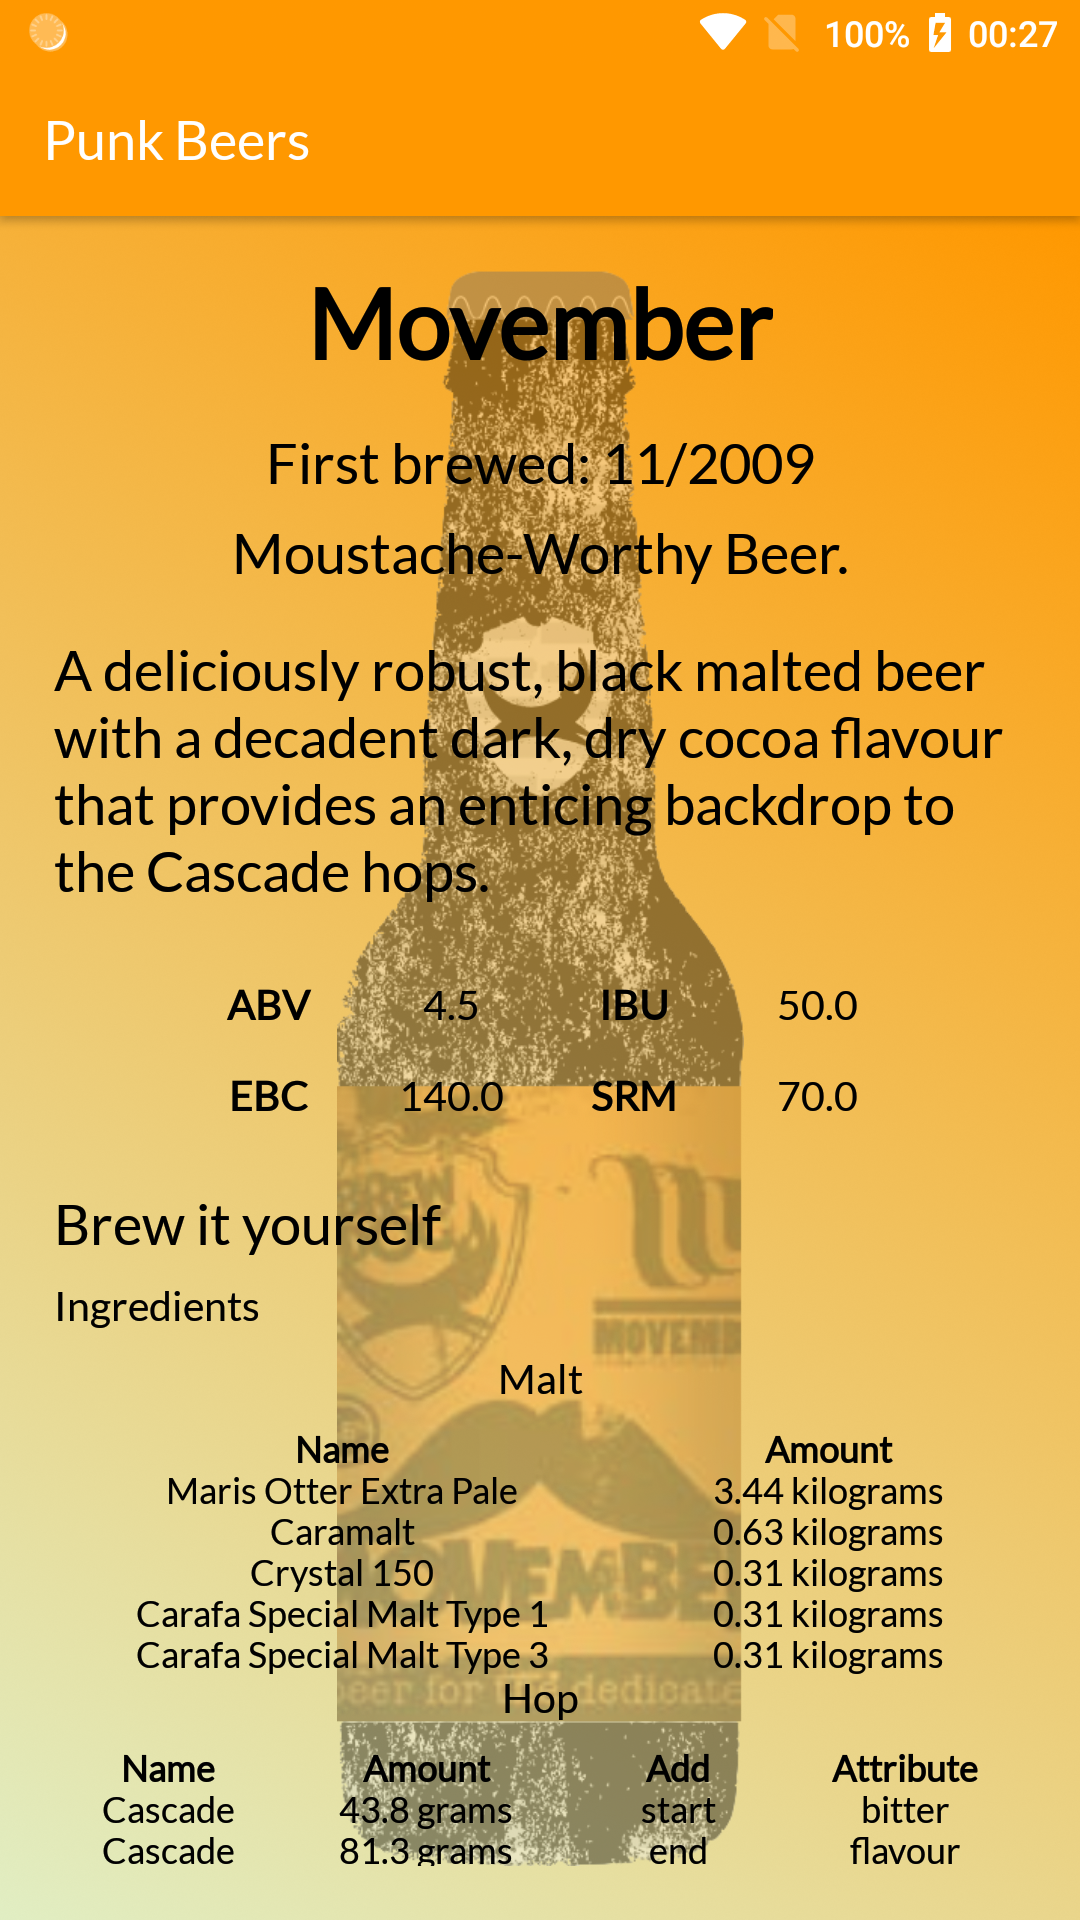 100% 00:27
Punk Beers
Movember
First brewed: 11/2009
Moustache-Worthy Beer.
A deliciously robust, black malted beer
with a decadent dark, dry cocoa flavour
that provides an enticing backdrop to
the Cascade hops.
ABV 4.5 IBU 50.0
EBC 140.0 SRM 70.0
Brew it yourself
Ingredients
MOVEMB
Malt
Name Amount
Maris Otter Extra Pale 3.44 kilograms
Caramalt 0.63 kilograms
Crystal 150 0.31 kilograms
Carafa Special Malt Type 1 0.31 kilograms
Carafa Special Malt Type 3 0.31 kilograms
Hop
Name Amount Add Attribute
Cascade 43.8 grams start bitter
Cascade 81.3 grams end flavour